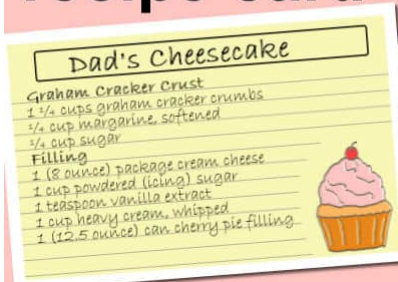 recipe card
Dad's Cheesecake
Graham Cracker Crust
1 1/4 cups graham cracker crumbs
1/4 cup margarine, softened
1/4 cup sugar
Filling
1 (8 ounce) package cream cheese
1 cup powdered (icing) sugar
1 teaspoon vanilla extract
1 cup heavy cream, whipped
1 (12.5 ounce) can cherry pie filling